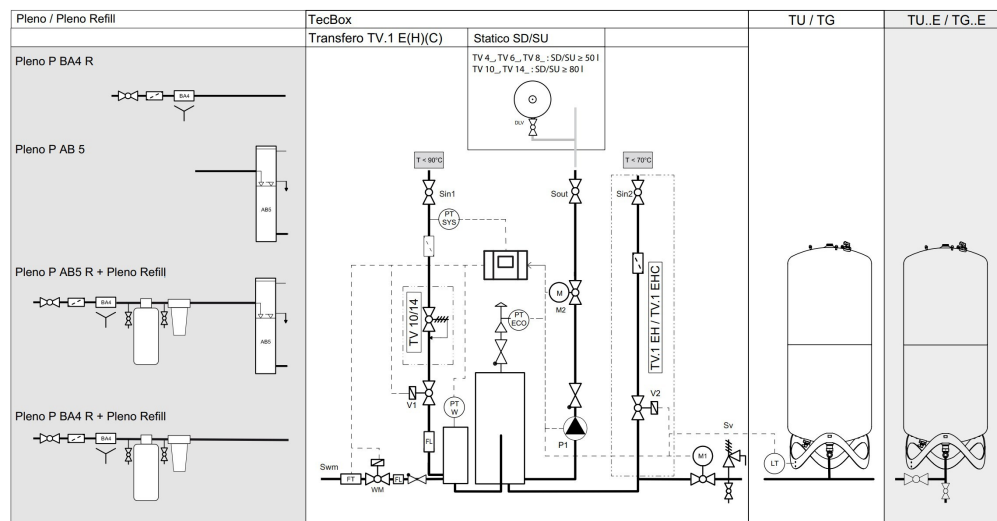 Pleno / Pleno Refill
TecBox
TU / TG
TU..E / TG..E
Transfero TV.1 E(H)(C)
Statico SD/SU
TV 4_, TV 6_, TV 8_ : SD/SU ≥ 50 l
TV 10_, TV 14_ : SD/SU ≥ 80 l
DLV
Pleno P BA4 R
BA4
Pleno P AB 5
AB5
Pleno P AB5 R + Pleno Refill
BA4
AB5
Pleno P BA4 R + Pleno Refill
BA4
T < 90°C
T < 70°C
Sin1
Sout
Sin2
PT
SYS
M
M2
PT
ECO
TV 10/14
TV.1 EH / TV.1 EHC
V1
PT
W
V2
FL
P1
Sv
M1
LT
Swm
FT
WM
FL